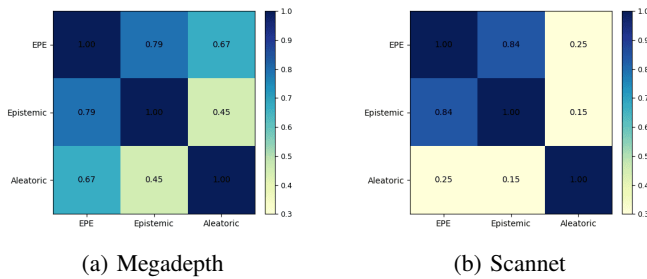 EPE
1.00
0.79
0.67
Epistemic
0.79
1.00
0.45
Aleatoric
0.67
0.45
1.00
EPE
Epistemic
Aleatoric
1.0
0.9
0.8
0.7
0.6
0.5
0.4
0.3
(a) Megadepth
EPE
1.00
0.84
0.25
Epistemic
0.84
1.00
0.15
Aleatoric
0.25
0.15
1.00
EPE
Epistemic
Aleatoric
1.0
0.9
0.8
0.7
0.6
0.5
0.4
0.3
(b) Scannet